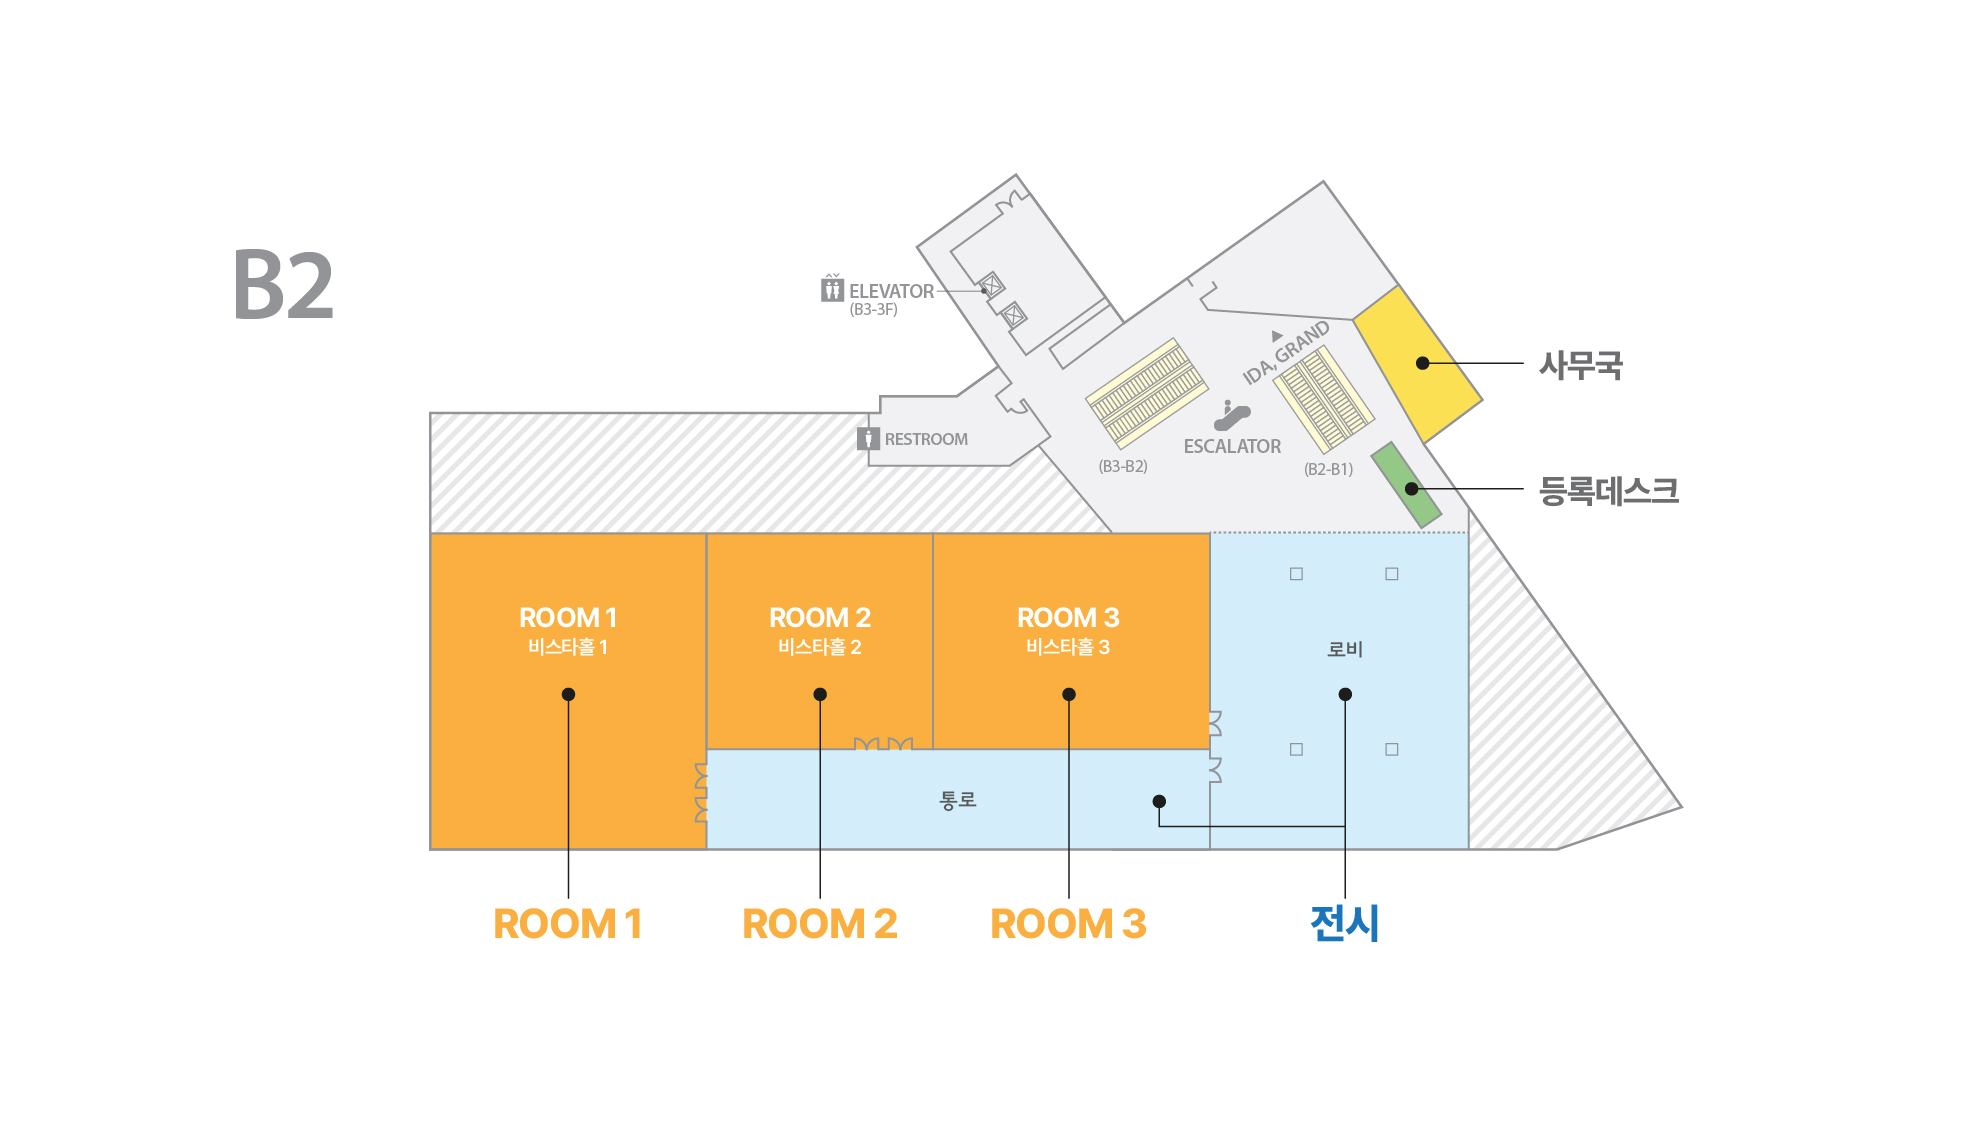 B2
ELEVATOR
(B3-3F)
RESTROOM
IDA, GRAND
ESCALATOR
(B3-B2)
(B2-B1)
사무국
등록데스크
ROOM 1
비스타홀 1
ROOM 2
비스타홀 2
ROOM 3
비스타홀 3
로비
통로
ROOM 1
ROOM 2
ROOM 3
전시